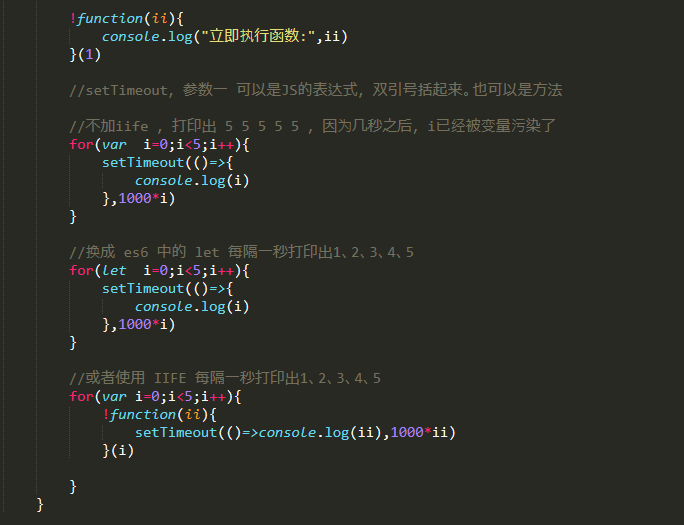 !function(ii){
console.log("立即执行函数:",ii)
}(1)
//setTimeout, 参数一 可以是JS的表达式, 双引号括起来。也可以是方法
//不加iife , 打印出 5 5 5 5 5 , 因为几秒之后, i已经被变量污染了
for(var  i=0;i<5;i++){
setTimeout(()=>{
console.log(i)
},1000*i)
}
//换成 es6 中的 let 每隔一秒打印出1、2、3、4、5
for(let  i=0;i<5;i++){
setTimeout(()=>{
console.log(i)
},1000*i)
}
//或者使用 IIFE 每隔一秒打印出1、2、3、4、5
for(var i=0;i<5;i++){
!function(ii){
setTimeout(()=>console.log(ii),1000*ii)
}(i)
}
}